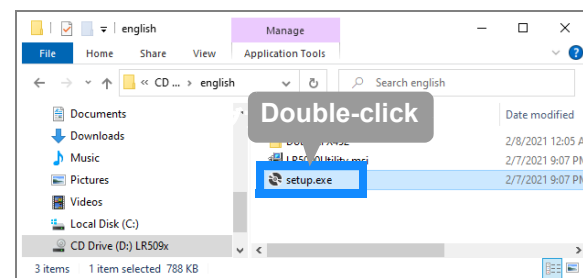 english
Manage
File
Home
Share
View
Application Tools
« CD ... › english
Search english
Double-click
Date modified
Documents
Downloads
2/8/2021 12:05 A
Music
2/7/2021 9:07 PM
Pictures
setup.exe
2/7/2021 9:07 PM
Videos
Local Disk (C:)
CD Drive (D:) LR509x
3 items
1 item selected 788 KB